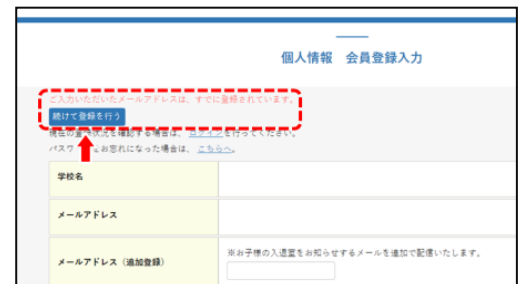 個人情報　会員登録入力
ご入力いただいたメールアドレスは、すでに登録されています。
続けて登録を行う
現在の登録状況を確認する場合は、ログインを行ってください。
パスワ お忘れになった場合は、こちらへ。
学校名
メールアドレス
メールアドレス（追加登録）
※お子様の入退室をお知らせするメールを追加で配信いたします。